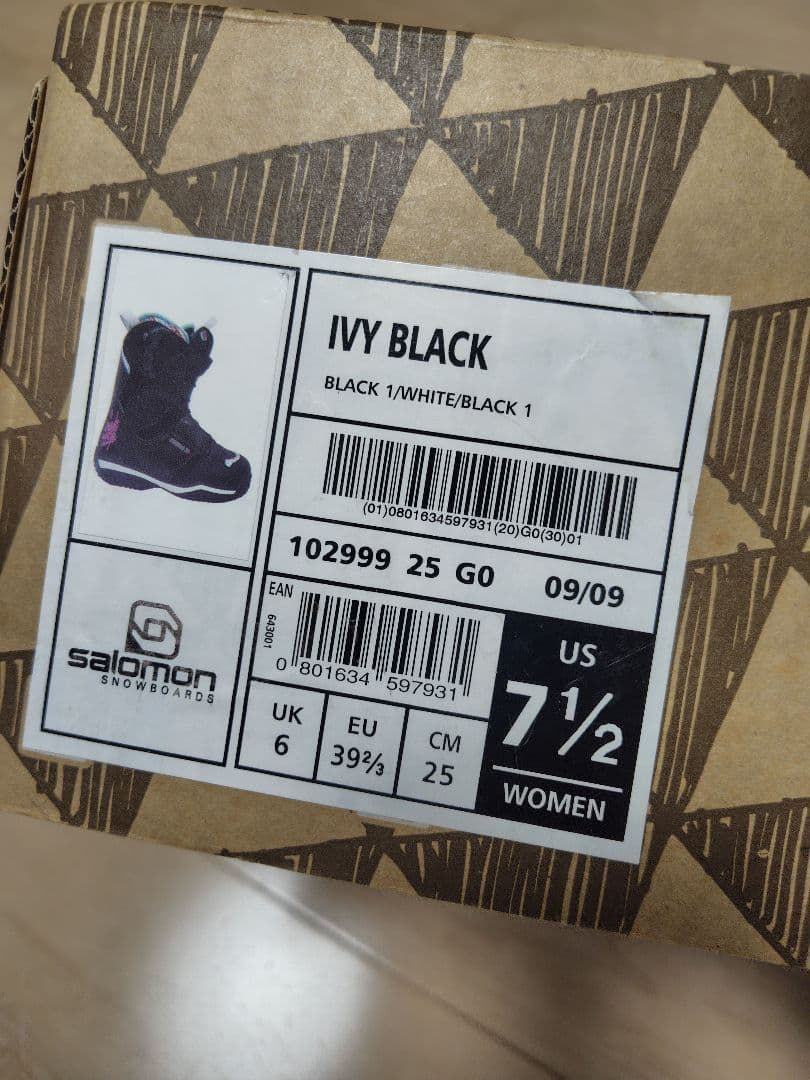 IVY BLACK
BLACK 1/WHITE/BLACK 1
(01)0801634597931(20)G0(30)01
102999 25 G0 09/09
EAN
643001
0 801634 597931
salomon
SNOWBOARDS
UK
6
EU
39⅔
CM
25
US
7½
WOMEN